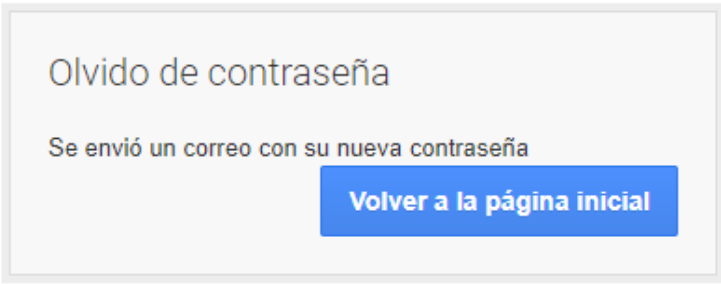 Olvido de contraseña
Se envió un correo con su nueva contraseña
Volver a la página inicial